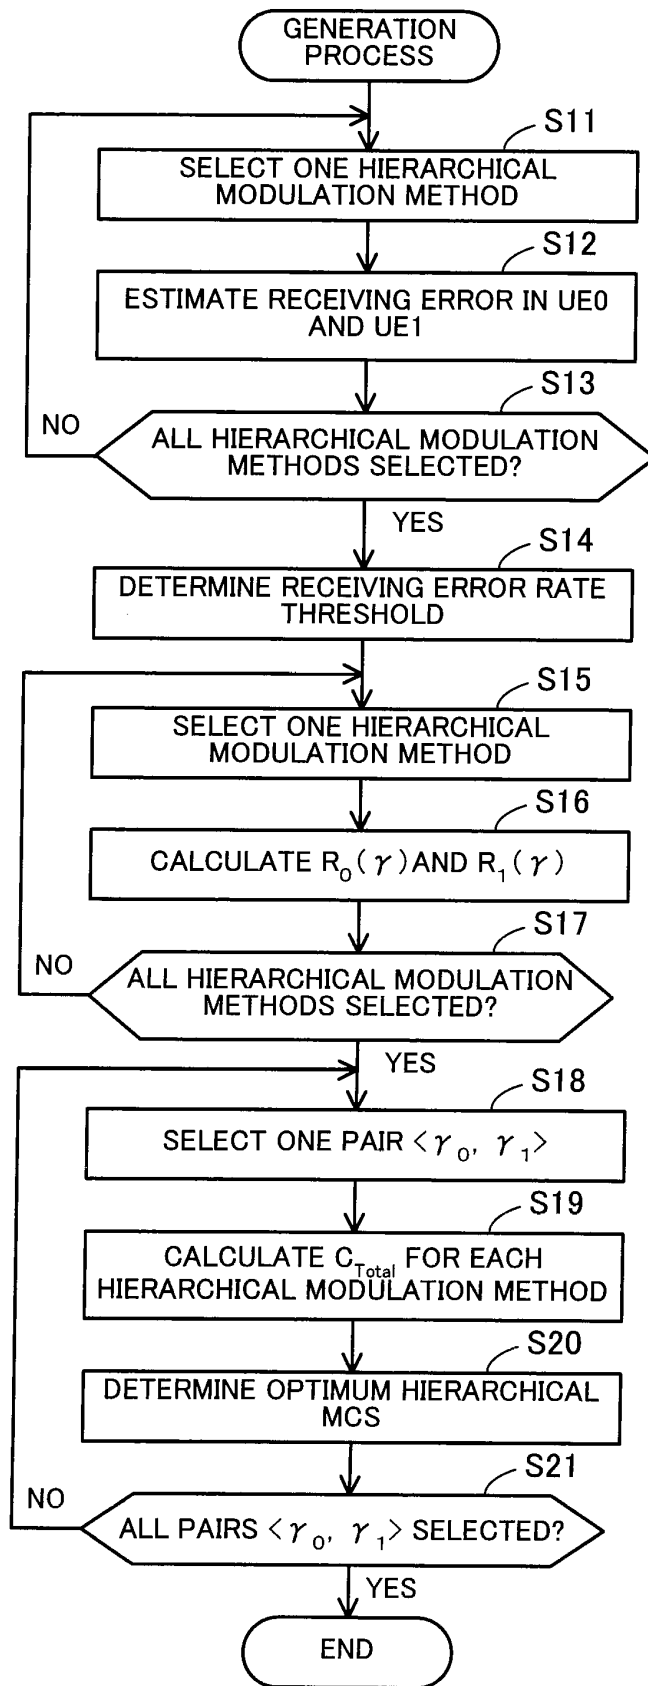 GENERATION
PROCESS
S11
SELECT ONE HIERARCHICAL
MODULATION METHOD
S12
ESTIMATE RECEIVING ERROR IN UE0
AND UE1
S13
NO
ALL HIERARCHICAL MODULATION
METHODS SELECTED?
YES
S14
DETERMINE RECEIVING ERROR RATE
THRESHOLD
S15
SELECT ONE HIERARCHICAL
MODULATION METHOD
S16
CALCULATE R₀(γ)AND R₁(γ)
S17
NO
ALL HIERARCHICAL MODULATION
METHODS SELECTED?
YES
S18
SELECT ONE PAIR <γ₀, γ₁>
S19
CALCULATE C_Total FOR EACH
HIERARCHICAL MODULATION METHOD
S20
DETERMINE OPTIMUM HIERARCHICAL
MCS
S21
NO
ALL PAIRS <γ₀, γ₁> SELECTED?
YES
END